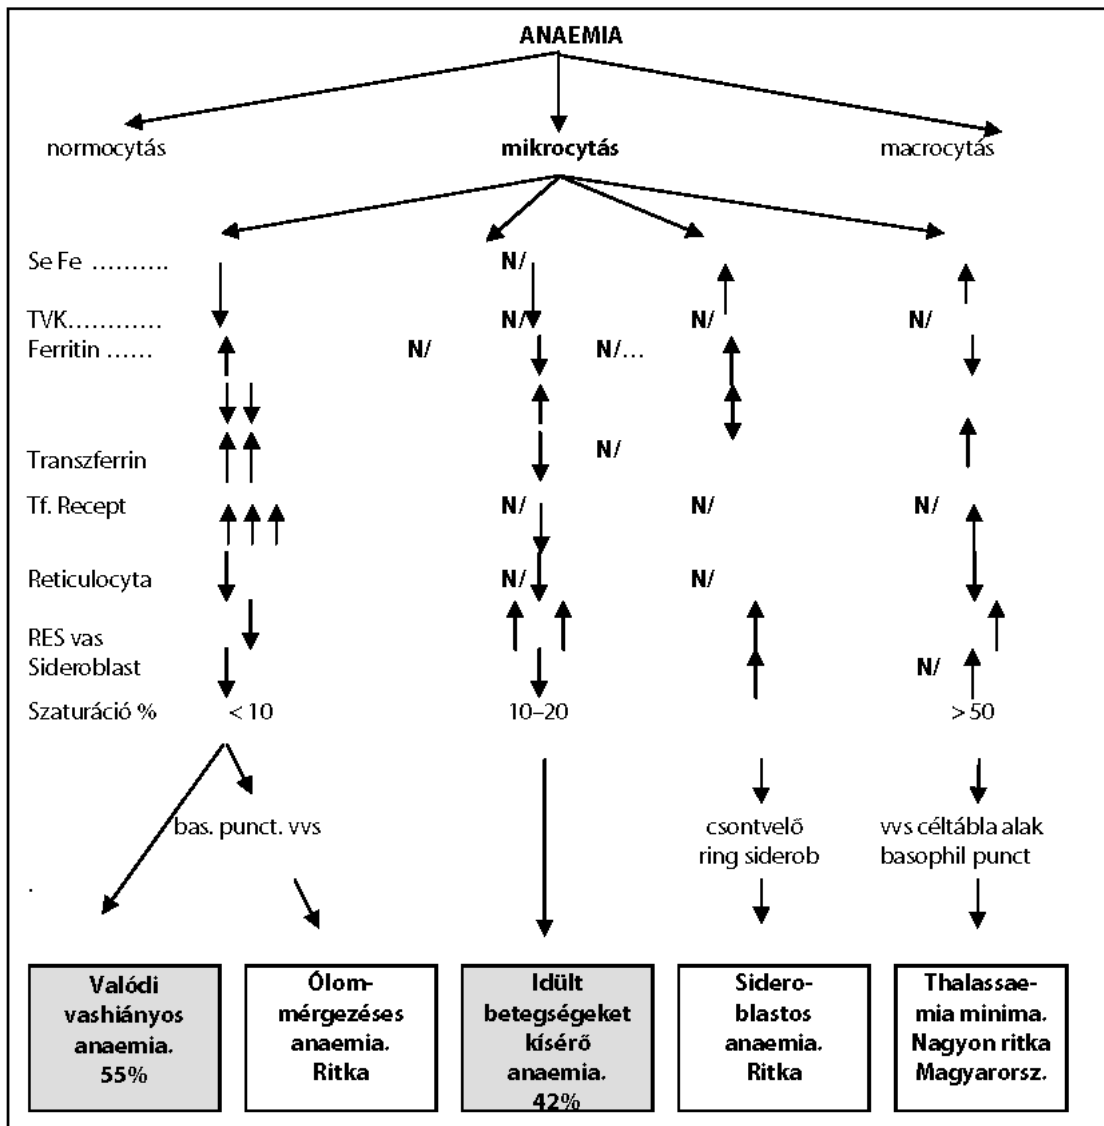 ANAEMIA
normocytás mikrocytás macrocytás
Se Fe .......... N/
TVK............ N/ N/ N/
Ferritin ...... N/ N/...
Transzferrin N/
Tf. Recept N/ N/ N/
Reticulocyta N/ N/
RES vas
Sideroblast N/
Szaturáció % < 10 10–20 > 50
bas. punct. vvs
csontvelő
ring siderob
vvs céltábla alak
basophil punct
.
Valódi
vashiányos
anaemia.
55%
Ólom-
mérgezéses
anaemia.
Ritka
Idült
betegségeket
kísérő
anaemia.
42%
Sidero-
blastos
anaemia.
Ritka
Thalassae-
mia minima.
Nagyon ritka
Magyarorsz.